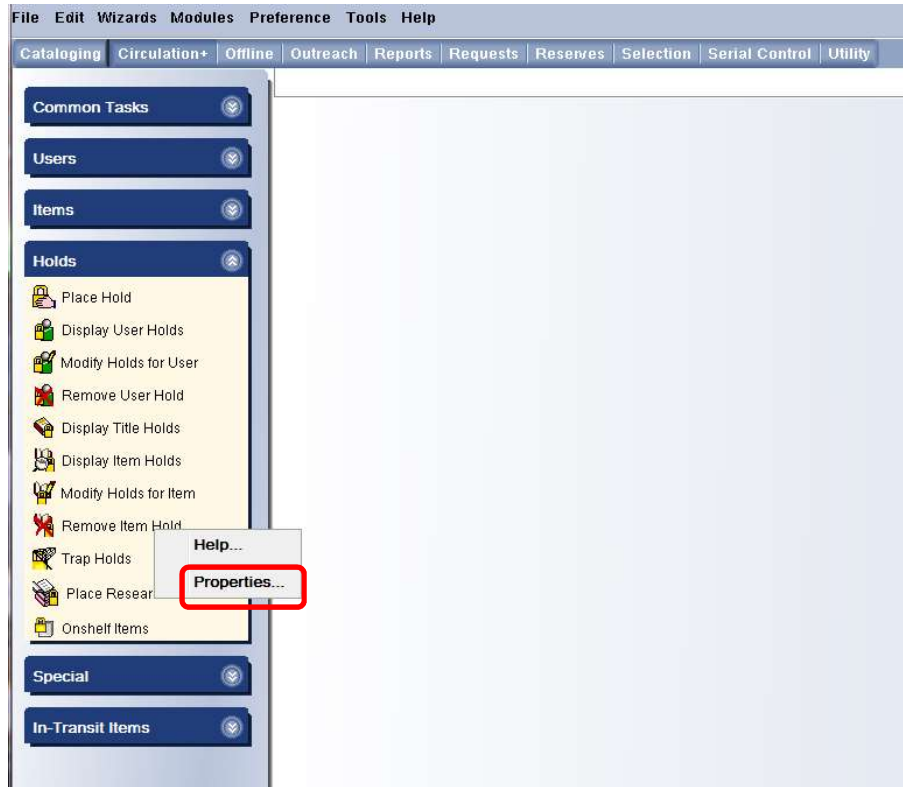 File Edit Wizards Modules Preference Tools Help
Cataloging Circulation+ Offline Outreach Reports Requests Reserves Selection Serial Control Utility
Common Tasks
Users
Items
Holds
Place Hold
Display User Holds
Modify Holds for User
Remove User Hold
Display Title Holds
Display Item Holds
Modify Holds for Item
Remove Item Hold
Help...
Trap Holds
Properties...
Place Resear
Onshelf Items
Special
In-Transit Items